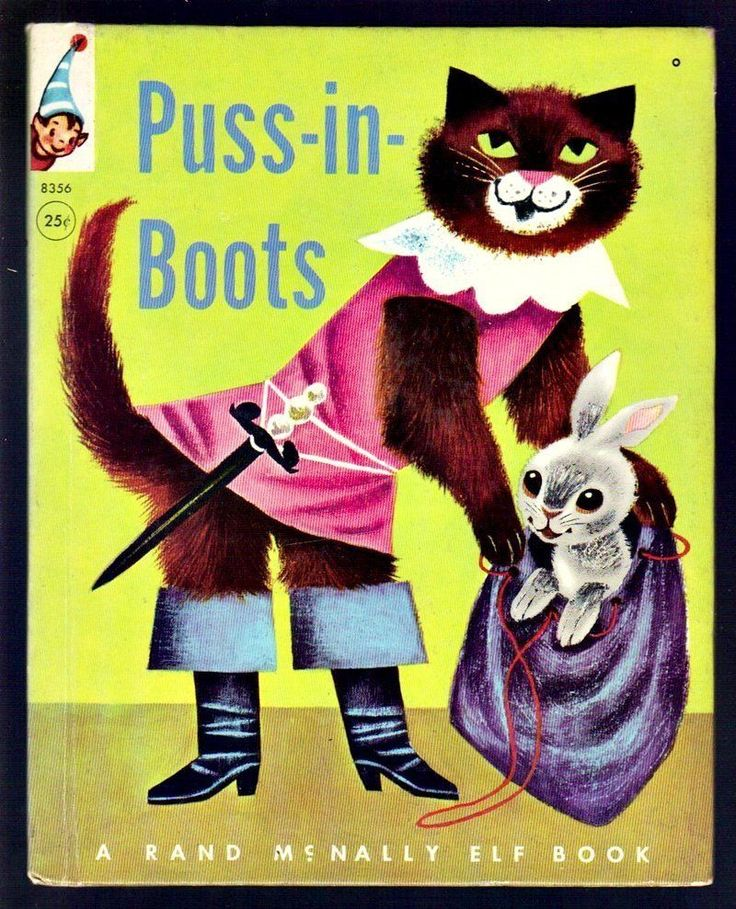 Puss-in-
Boots
8356
25¢
A RAND McNALLY ELF BOOK